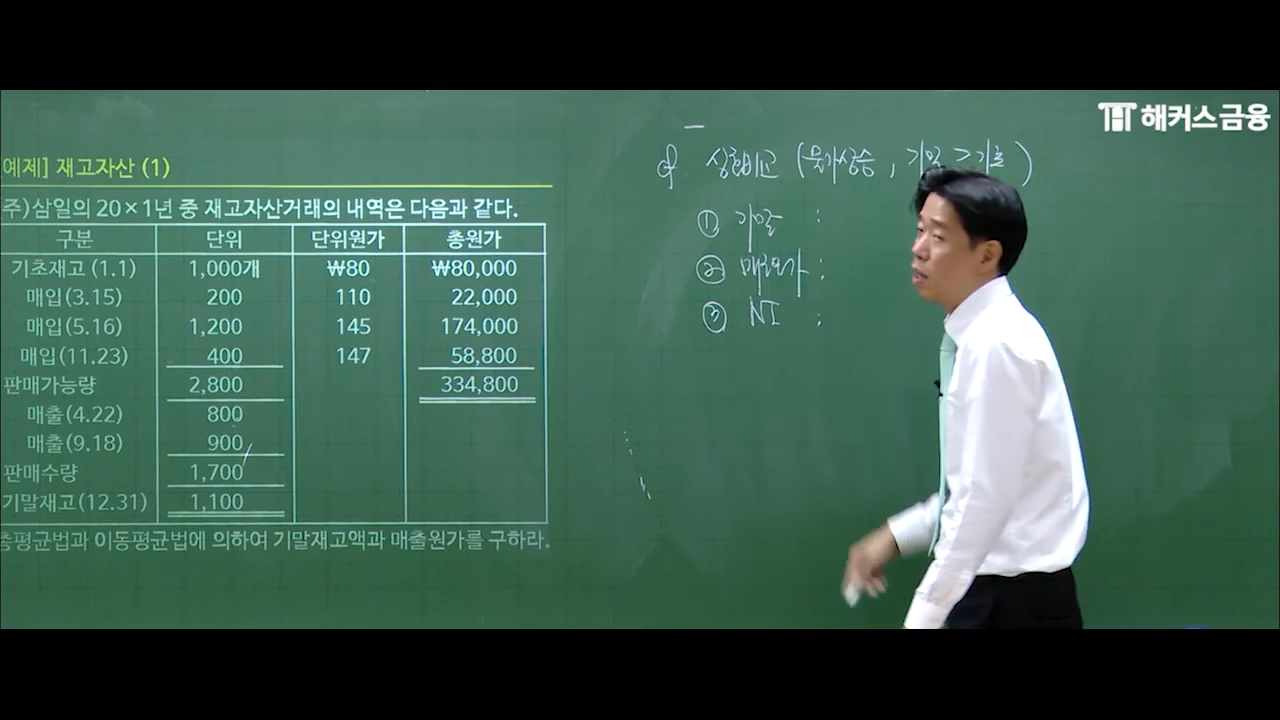 해커스금융
예제] 재고자산 (1)
주)삼일의 20×1년 중 재고자산거래의 내역은 다음과 같다.
구분 단위 단위원가 총원가
기초재고 (1.1) 1,000개 ₩80 ₩80,000
매입(3.15) 200 110 22,000
매입(5.16) 1,200 145 174,000
매입(11.23) 400 147 58,800
판매가능량 2,800 334,800
매출(4.22) 800
매출(9.18) 900
판매수량 1,700
기말재고(12.31) 1,100
총평균법과 이동평균법에 의하여 기말재고액과 매출원가를 구하라.
cf. 상호비교 (물가상승, 기말 > 기초)
① 기말 :
② 매출원가 :
③ NI :